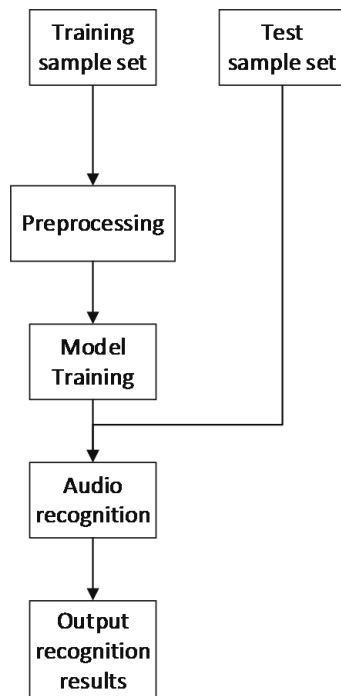 Training
sample set
Test
sample set
Preprocessing
Model
Training
Audio
recognition
Output
recognition
results